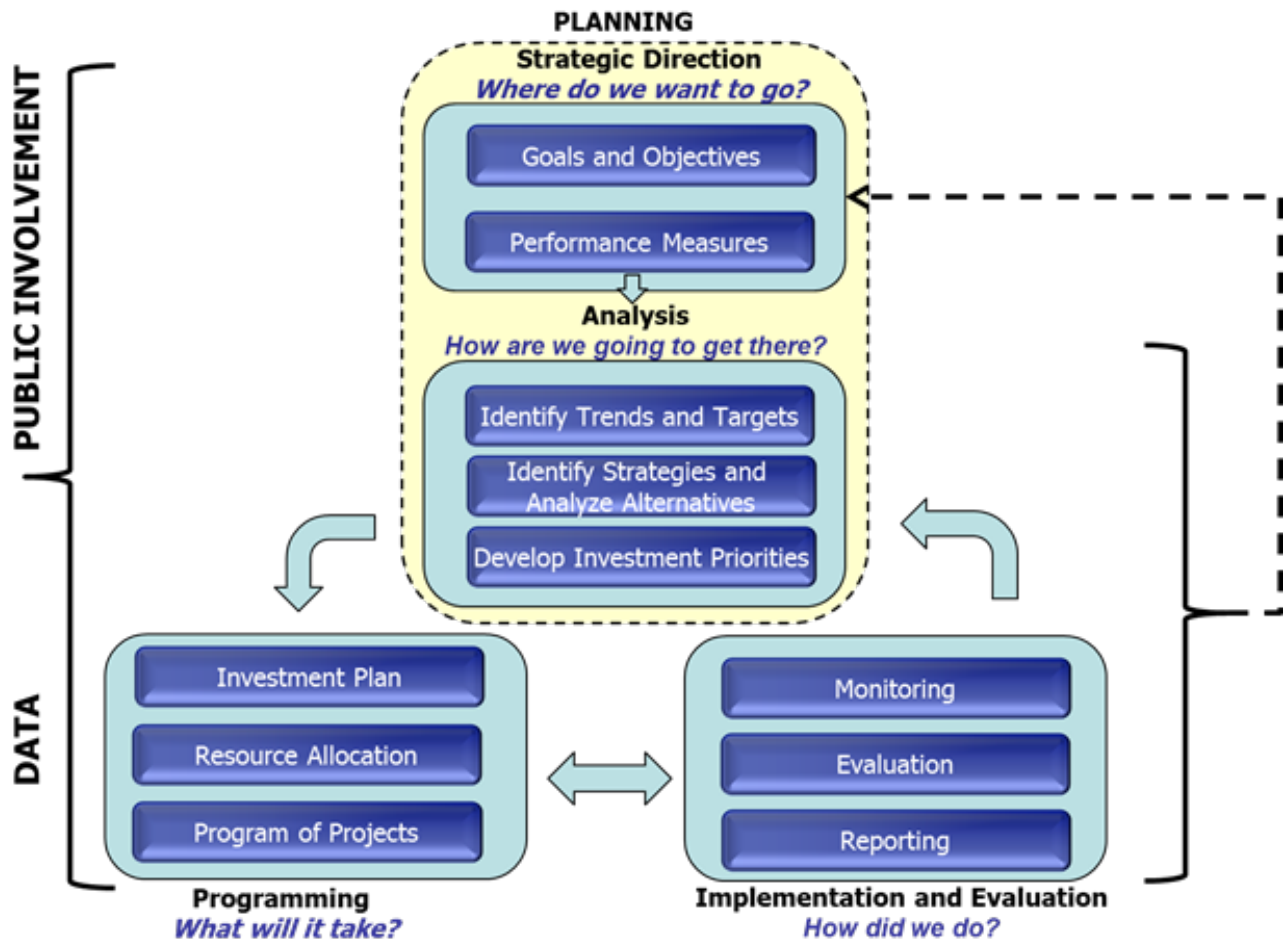 PLANNING
Strategic Direction
Where do we want to go?
Goals and Objectives
Performance Measures
Analysis
How are we going to get there?
Identify Trends and Targets
Identify Strategies and
Analyze Alternatives
Develop Investment Priorities
PUBLIC INVOLVEMENT
DATA
Investment Plan
Resource Allocation
Program of Projects
Programming
What will it take?
Monitoring
Evaluation
Reporting
Implementation and Evaluation
How did we do?